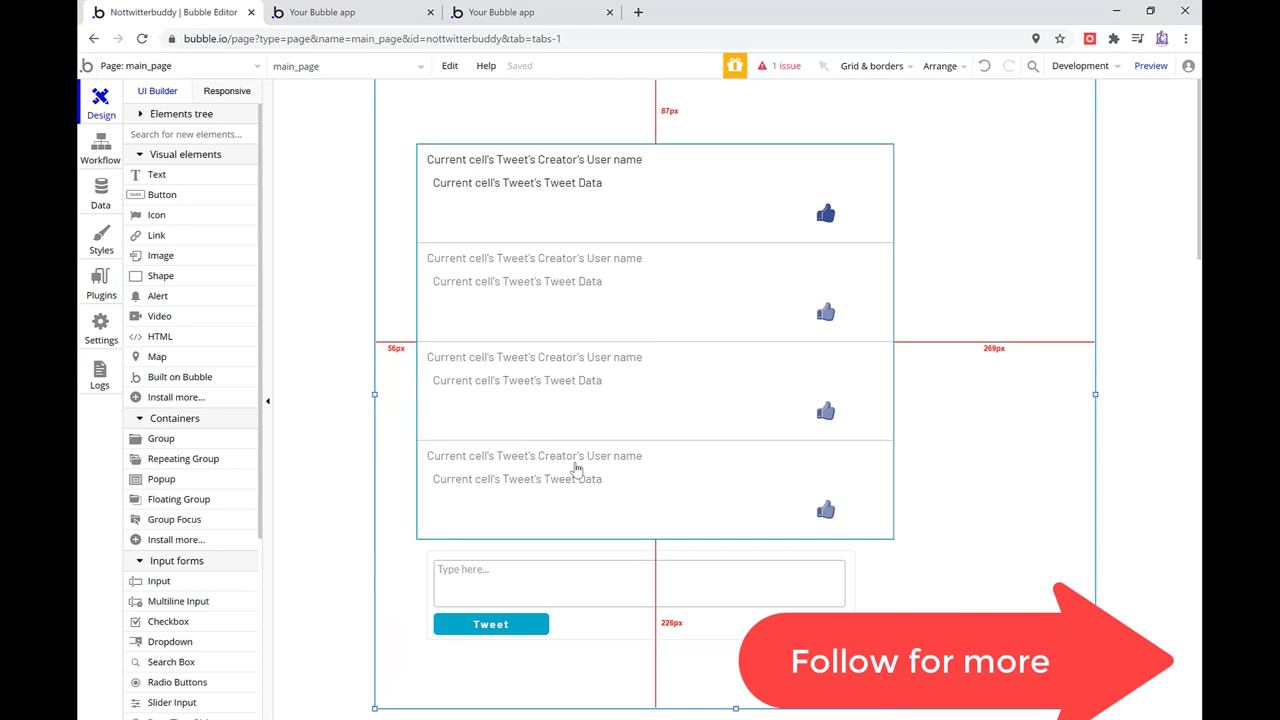 Nottwitterbuddy | Bubble Editor
Your Bubble app
Your Bubble app
bubble.io/page?type=page&name=main_page&id=nottwitterbuddy&tab=tabs-1
Page: main_page
main_page
Edit
Help
Saved
1 issue
Grid & borders
Arrange
Development
Preview
Design
Workflow
Data
Styles
Plugins
Settings
Logs
UI Builder
Responsive
Elements tree
Search for new elements...
Visual elements
Text
Button
Icon
Link
Image
Shape
Alert
Video
HTML
Map
Built on Bubble
Install more...
Containers
Group
Repeating Group
Popup
Floating Group
Group Focus
Install more...
Input forms
Input
Multiline Input
Checkbox
Dropdown
Search Box
Radio Buttons
Slider Input
87px
Current cell's Tweet's Creator's User name
Current cell's Tweet's Tweet Data
Current cell's Tweet's Creator's User name
Current cell's Tweet's Tweet Data
56px
269px
Current cell's Tweet's Creator's User name
Current cell's Tweet's Tweet Data
Current cell's Tweet's Creator's User name
Current cell's Tweet's Tweet Data
Type here...
Tweet
226px
Follow for more